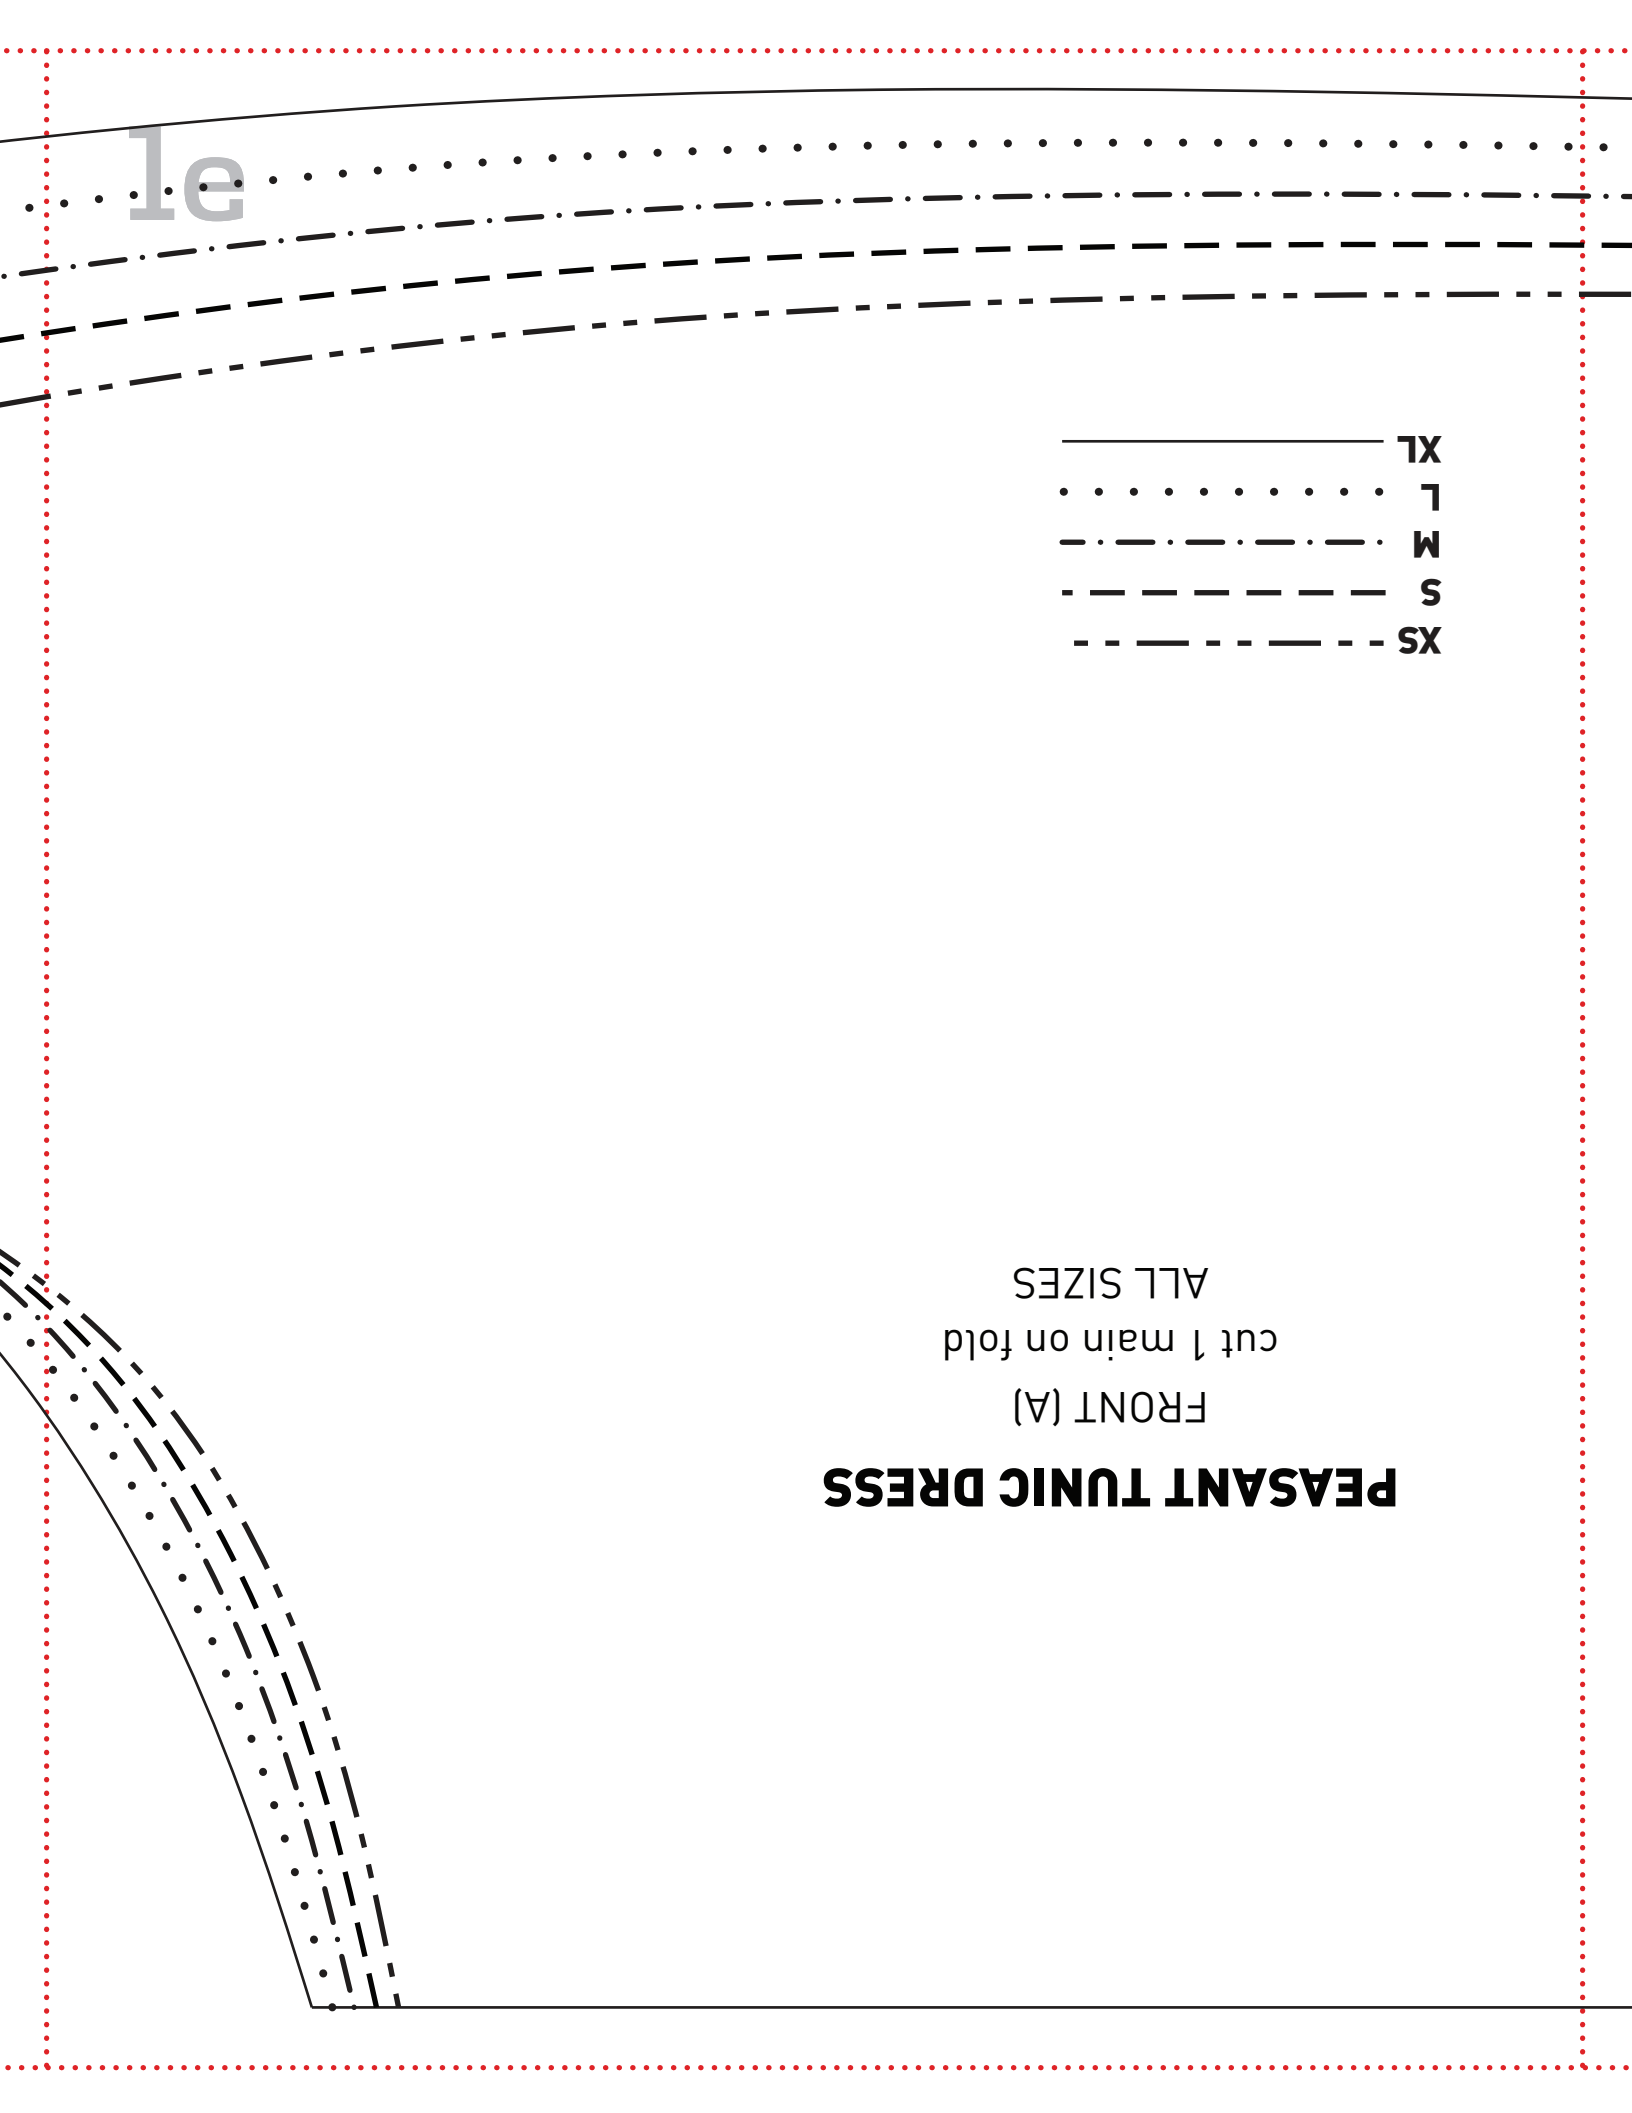 1e
PEASANT TUNIC DRESS
FRONT (A)
cut 1 main on fold
ALL SIZES
XS
S
M
L
XL